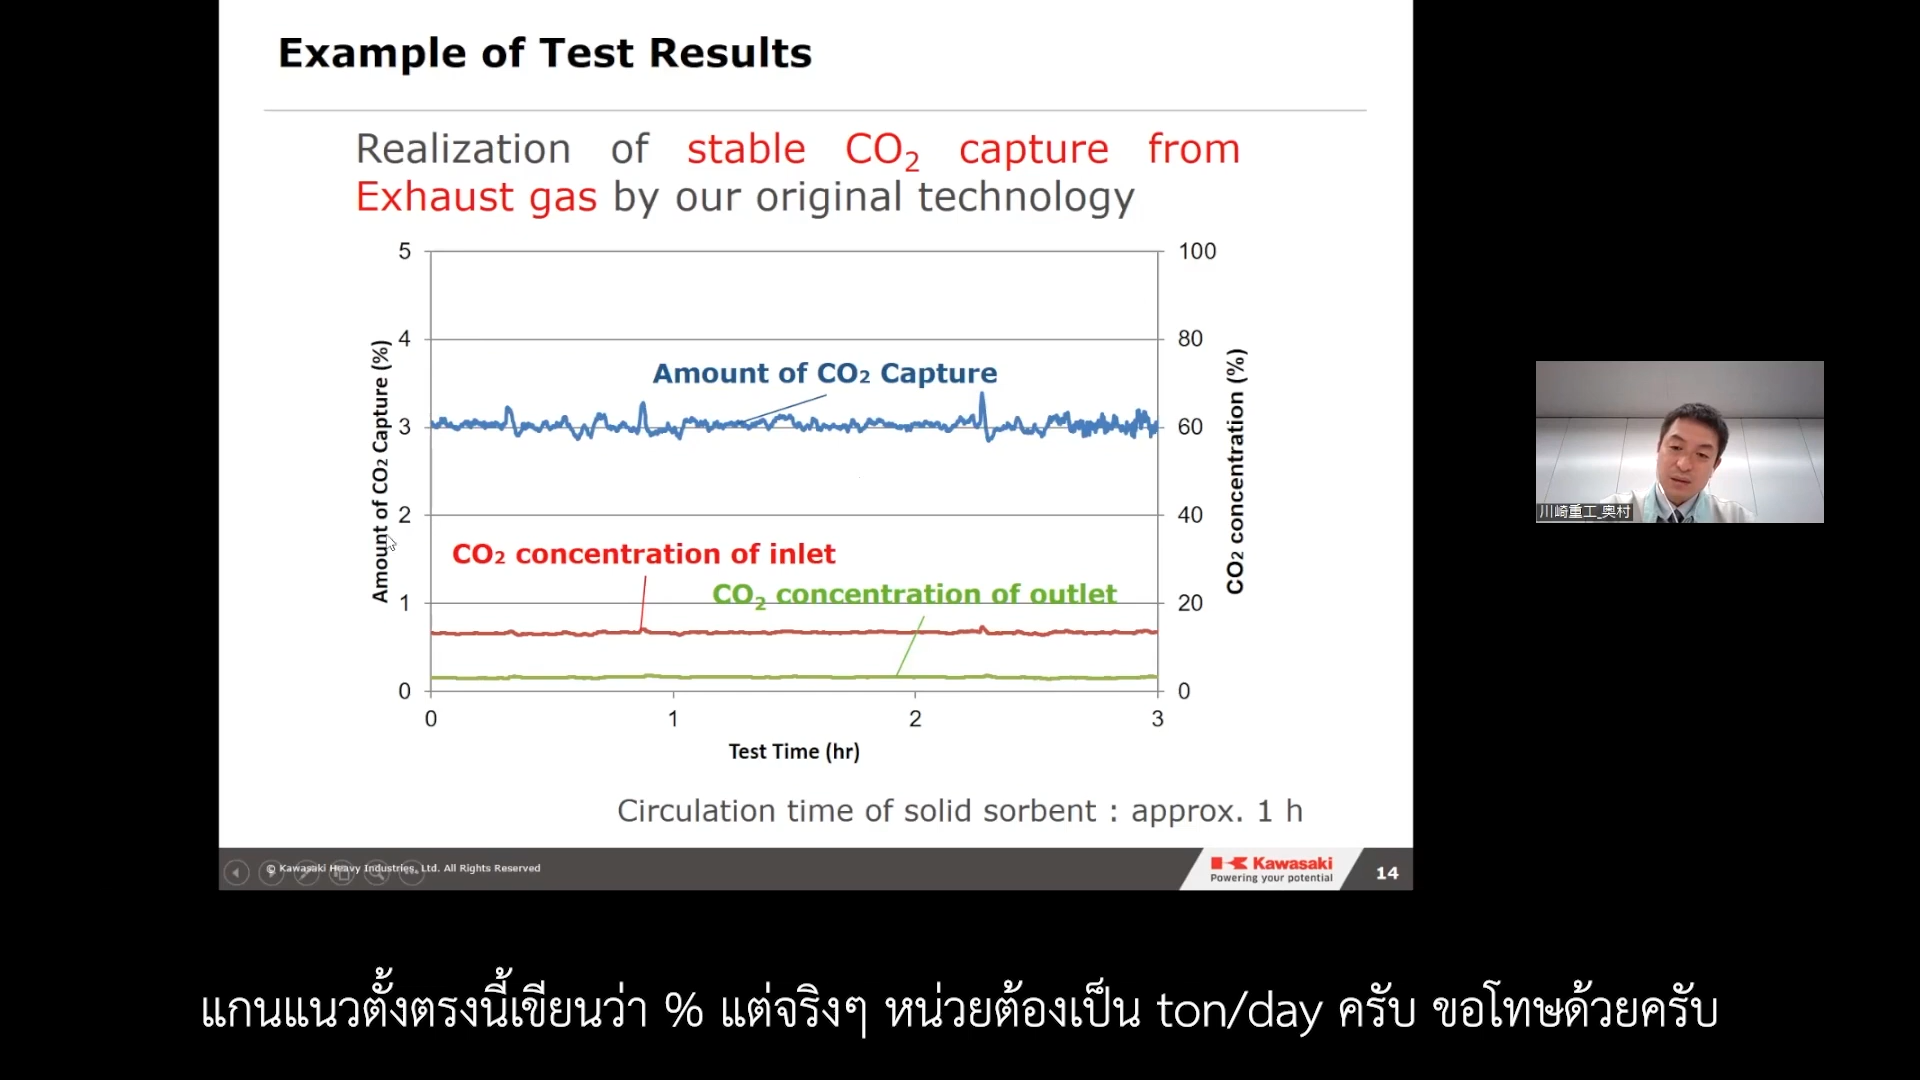 Example of Test Results
Realization of stable CO₂ capture from
Exhaust gas by our original technology
5
4
3
2
1
0
Amount of CO₂ Capture (%)
100
80
60
40
20
0
CO₂ concentration (%)
Amount of CO₂ Capture
CO₂ concentration of inlet
CO₂ concentration of outlet
0
1
2
3
Test Time (hr)
Circulation time of solid sorbent : approx. 1 h
© Kawasaki Heavy Industries, Ltd. All Rights Reserved
Kawasaki
Powering your potential
14
川崎重工_奥村
แกนแนวตั้งตรงนี้เขียนว่า % แต่จริงๆ หน่วยต้องเป็น ton/day ครับ ขอโทษด้วยครับ